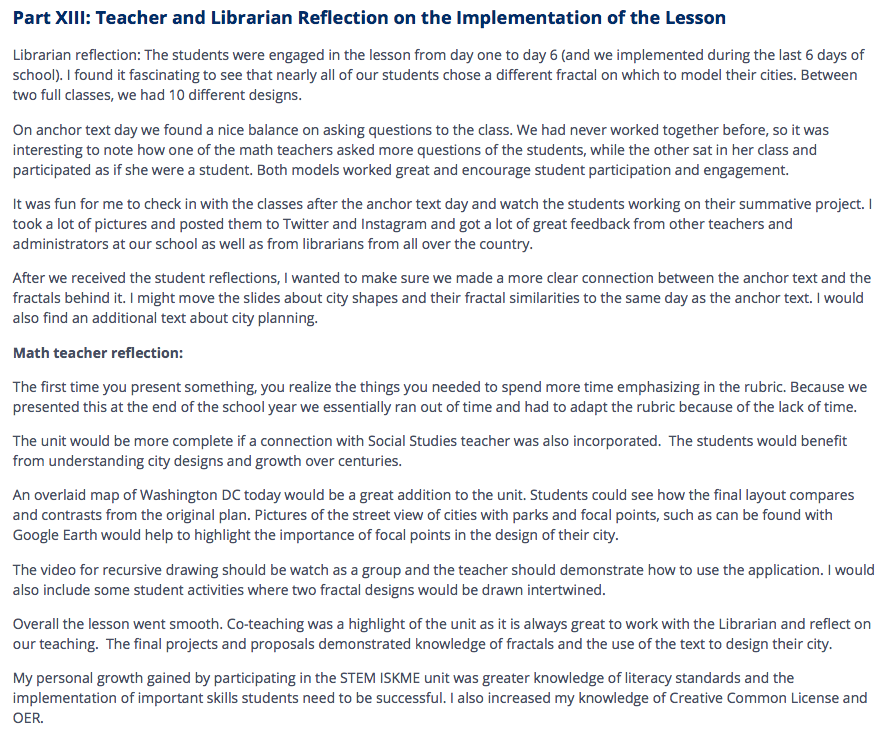 Part XIII: Teacher and Librarian Reflection on the Implementation of the Lesson
Librarian reflection: The students were engaged in the lesson from day one to day 6 (and we implemented during the last 6 days of
school). I found it fascinating to see that nearly all of our students chose a different fractal on which to model their cities. Between
two full classes, we had 10 different designs.
On anchor text day we found a nice balance on asking questions to the class. We had never worked together before, so it was
interesting to note how one of the math teachers asked more questions of the students, while the other sat in her class and
participated as if she were a student. Both models worked great and encourage student participation and engagement.
It was fun for me to check in with the classes after the anchor text day and watch the students working on their summative project. I
took a lot of pictures and posted them to Twitter and Instagram and got a lot of great feedback from other teachers and
administrators at our school as well as from librarians from all over the country.
After we received the student reflections, I wanted to make sure we made a more clear connection between the anchor text and the
fractals behind it. I might move the slides about city shapes and their fractal similarities to the same day as the anchor text. I would
also find an additional text about city planning.
Math teacher reflection:
The first time you present something, you realize the things you needed to spend more time emphasizing in the rubric. Because we
presented this at the end of the school year we essentially ran out of time and had to adapt the rubric because of the lack of time.
The unit would be more complete if a connection with Social Studies teacher was also incorporated.  The students would benefit
from understanding city designs and growth over centuries.
An overlaid map of Washington DC today would be a great addition to the unit. Students could see how the final layout compares
and contrasts from the original plan. Pictures of the street view of cities with parks and focal points, such as can be found with
Google Earth would help to highlight the importance of focal points in the design of their city.
The video for recursive drawing should be watch as a group and the teacher should demonstrate how to use the application. I would
also include some student activities where two fractal designs would be drawn intertwined.
Overall the lesson went smooth. Co-teaching was a highlight of the unit as it is always great to work with the Librarian and reflect on
our teaching.  The final projects and proposals demonstrated knowledge of fractals and the use of the text to design their city.
My personal growth gained by participating in the STEM ISKME unit was greater knowledge of literacy standards and the
implementation of important skills students need to be successful. I also increased my knowledge of Creative Common License and
OER.